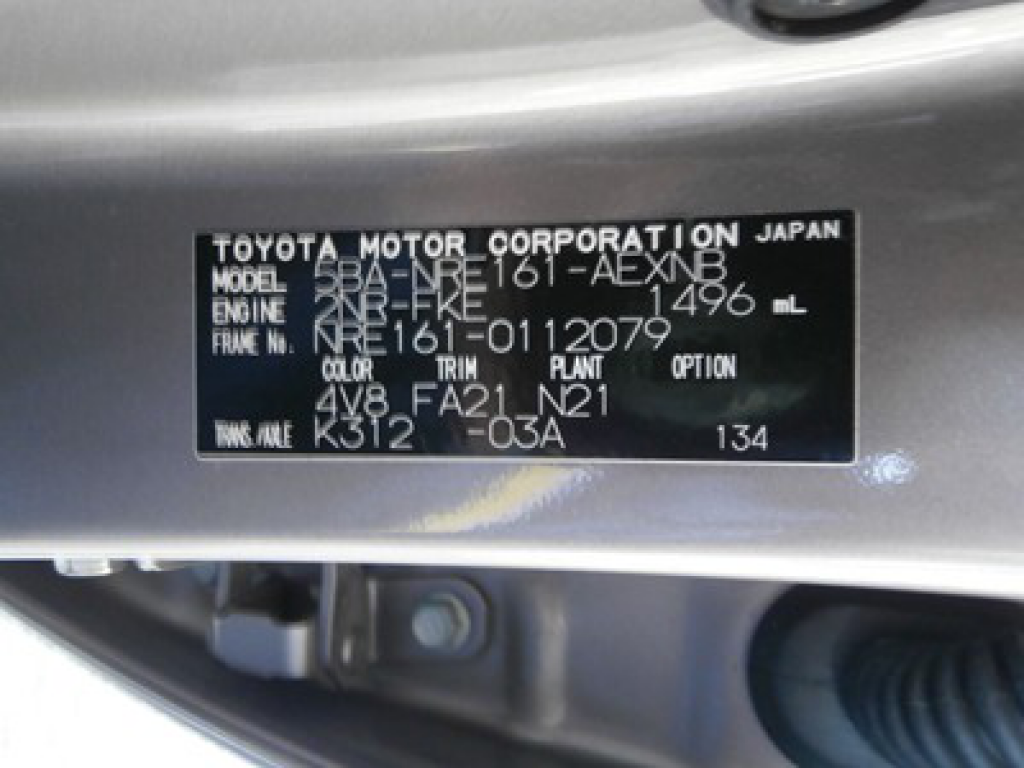 TOYOTA MOTOR CORPORATION JAPAN
MODEL 5BA-NRE161-AEXNB
ENGINE 2NR-FKE 1496 mL
FRAME No. NRE161-0112079
COLOR TRIM PLANT OPTION
4V8 FA21 N21
TRANS./AXLE K312 -03A 134